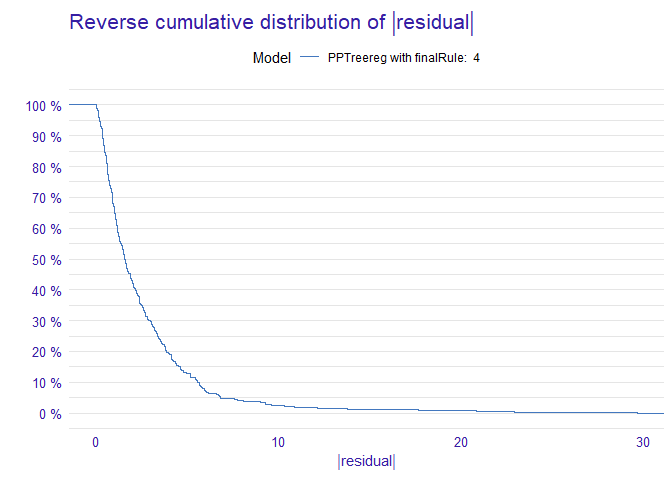 Reverse cumulative distribution of |residual|
Model PPTreereg with finalRule: 4
100 %
90 %
80 %
70 %
60 %
50 %
40 %
30 %
20 %
10 %
0 %
0 10 20 30
|residual|